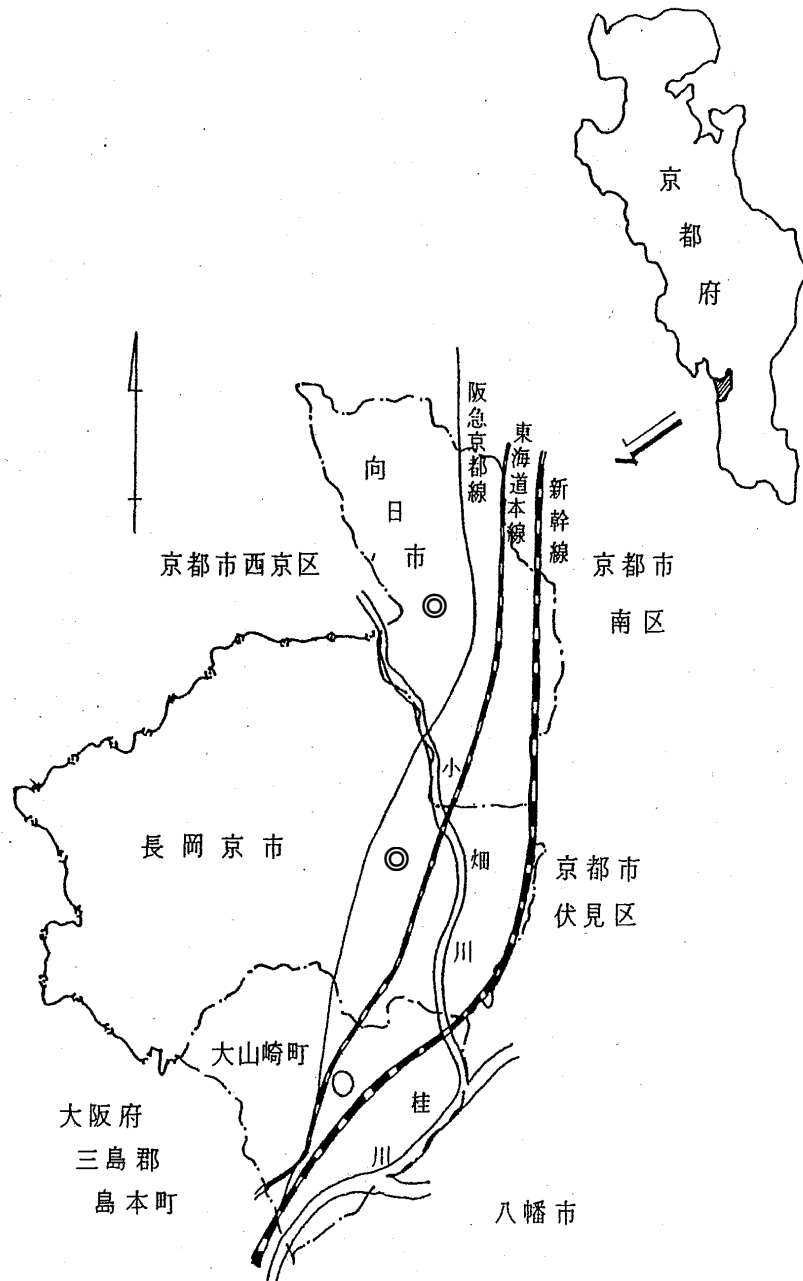 京都府
阪急京都線
東海道本線
新幹線
向日市
京都市西京区
京都市
南区
小畑川
長岡京市
京都市
伏見区
大山崎町
桂川
大阪府
三島郡
島本町
八幡市